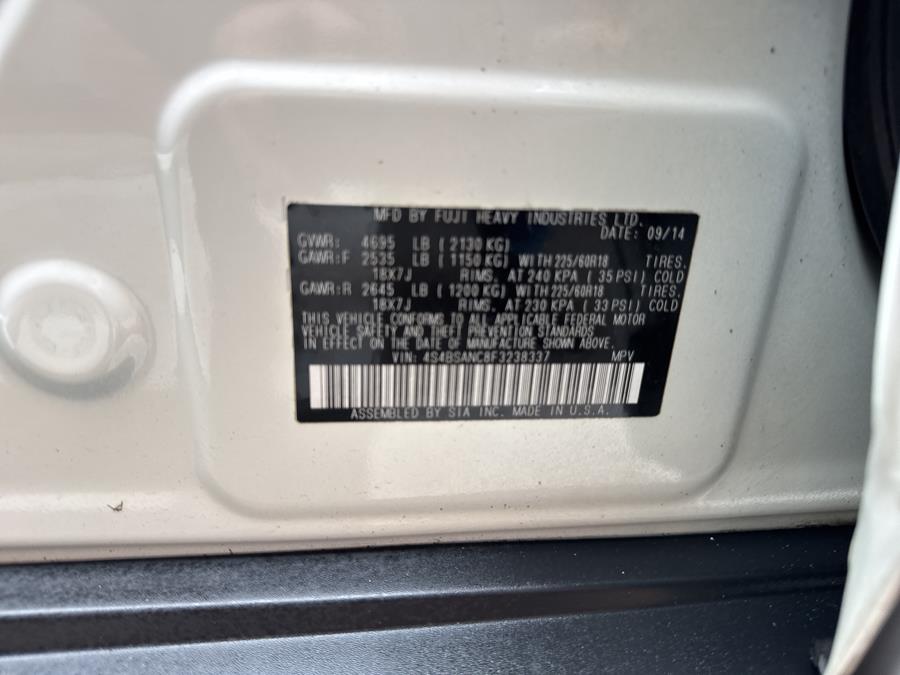 MFD BY FUJI HEAVY INDUSTRIES LTD.
DATE: 09/14
GVWR: 4695 LB ( 2130 KG)
GAWR:F 2535 LB ( 1150 KG) WITH 225/60R18 TIRES.
18X7J RIMS. AT 240 KPA ( 35 PSI) COLD
GAWR:R 2645 LB ( 1200 KG) WITH 225/60R18 TIRES.
18X7J RIMS. AT 230 KPA ( 33 PSI) COLD
THIS VEHICLE CONFORMS TO ALL APPLICABLE FEDERAL MOTOR
VEHICLE SAFETY AND THEFT PREVENTION STANDARDS
IN EFFECT ON THE DATE OF MANUFACTURE SHOWN ABOVE.
VIN: 4S4BSANC8F3238337 MPV
ASSEMBLED BY SIA INC. MADE IN U.S.A.